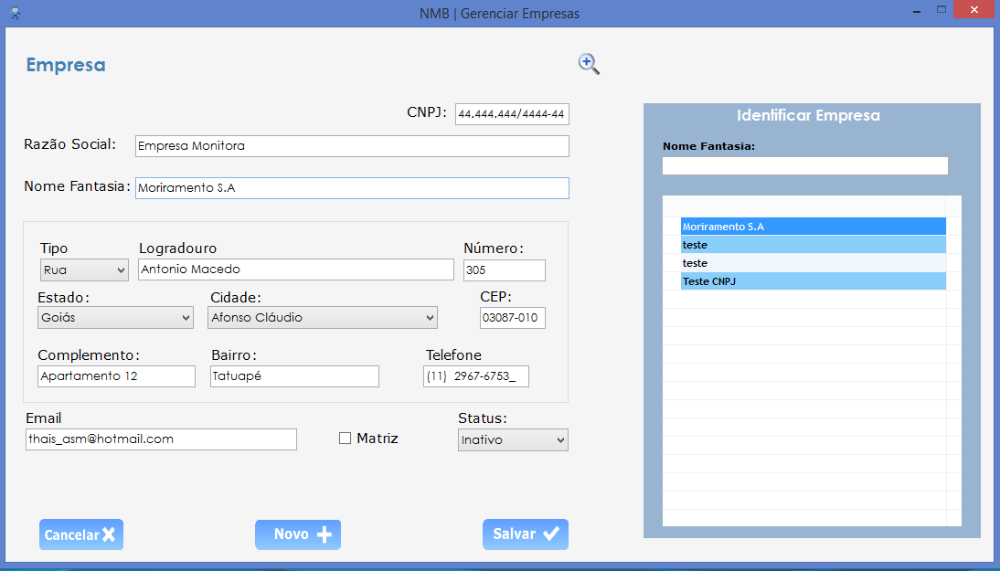 NMB | Gerenciar Empresas
Empresa
CNPJ: 44.444.444/4444-44
Razão Social: Empresa Monitora
Nome Fantasia: Moriramento S.A
Tipo Logradouro Número:
Rua Antonio Macedo 305
Estado: Cidade: CEP:
Goiás Afonso Cláudio 03087-010
Complemento: Bairro: Telefone
Apartamento 12 Tatuapé (11) 2967-6753_
Email Status:
thais_asm@hotmail.com Matriz Inativo
Cancelar Novo Salvar
Identificar Empresa
Nome Fantasia:
Moriramento S.A
teste
teste
Teste CNPJ